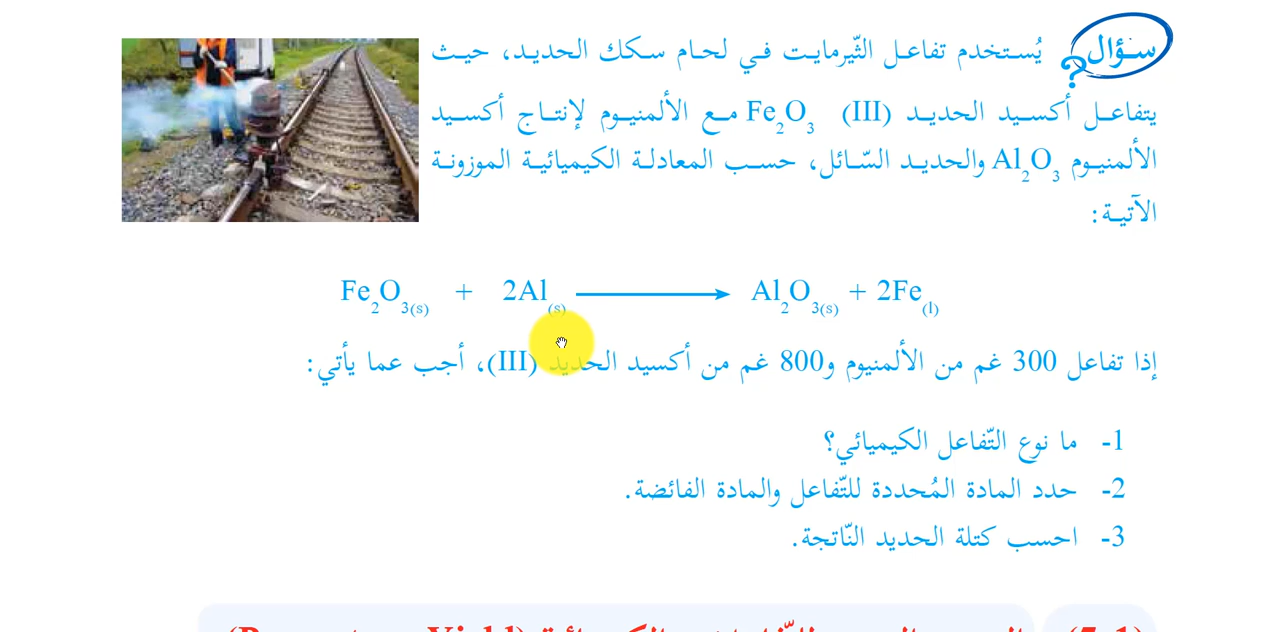 سؤال؟ يُستخدم تفاعل الثّيرمايت في لحام سكك الحديد، حيث
يتفاعل أكسيد الحديد (III) Fe2O3 مع الألمنيوم لإنتاج أكسيد
الألمنيوم Al2O3 والحديد السّائل، حسب المعادلة الكيميائية الموزونة
الآتية:
Fe2O3(s) + 2Al(s) ⟶ Al2O3(s) + 2Fe(l)
إذا تفاعل 300 غم من الألمنيوم و800 غم من أكسيد الحديد (III)، أجب عما يأتي:
1- ما نوع التّفاعل الكيميائي؟
2- حدد المادة المُحددة للتّفاعل والمادة الفائضة.
3- احسب كتلة الحديد النّاتجة.